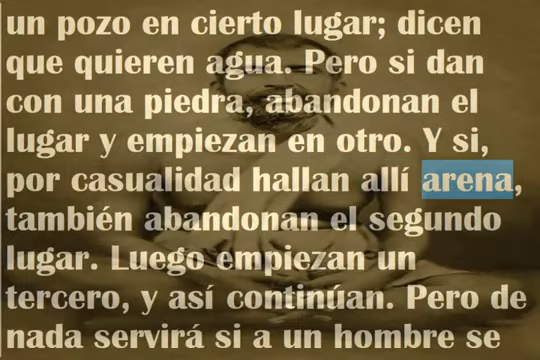 un pozo en cierto lugar; dicen
que quieren agua. Pero si dan
con una piedra, abandonan el
lugar y empiezan en otro. Y si,
por casualidad hallan allí arena,
también abandonan el segundo
lugar. Luego empiezan un
tercero, y así continúan. Pero de
nada servirá si a un hombre se